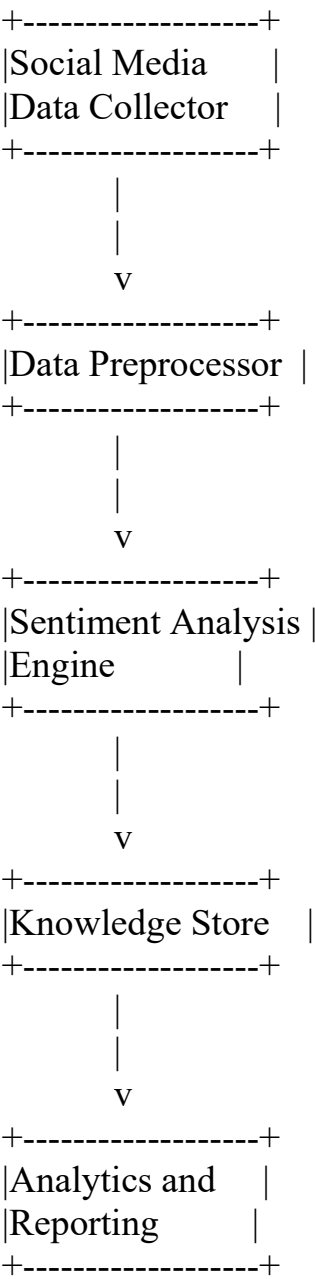 +-------------------+
|Social Media      |
|Data Collector    |
+-------------------+
|
|
v
+-------------------+
|Data Preprocessor  |
+-------------------+
|
|
v
+-------------------+
|Sentiment Analysis |
|Engine            |
+-------------------+
|
|
v
+-------------------+
|Knowledge Store    |
+-------------------+
|
|
v
+-------------------+
|Analytics and     |
|Reporting         |
+-------------------+